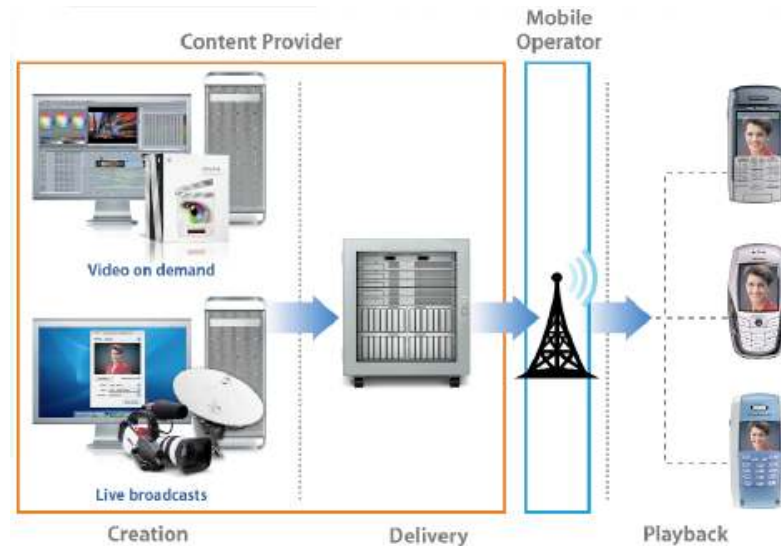 Content Provider
Mobile
Operator
Video on demand
Live broadcasts
Creation
Delivery
Playback